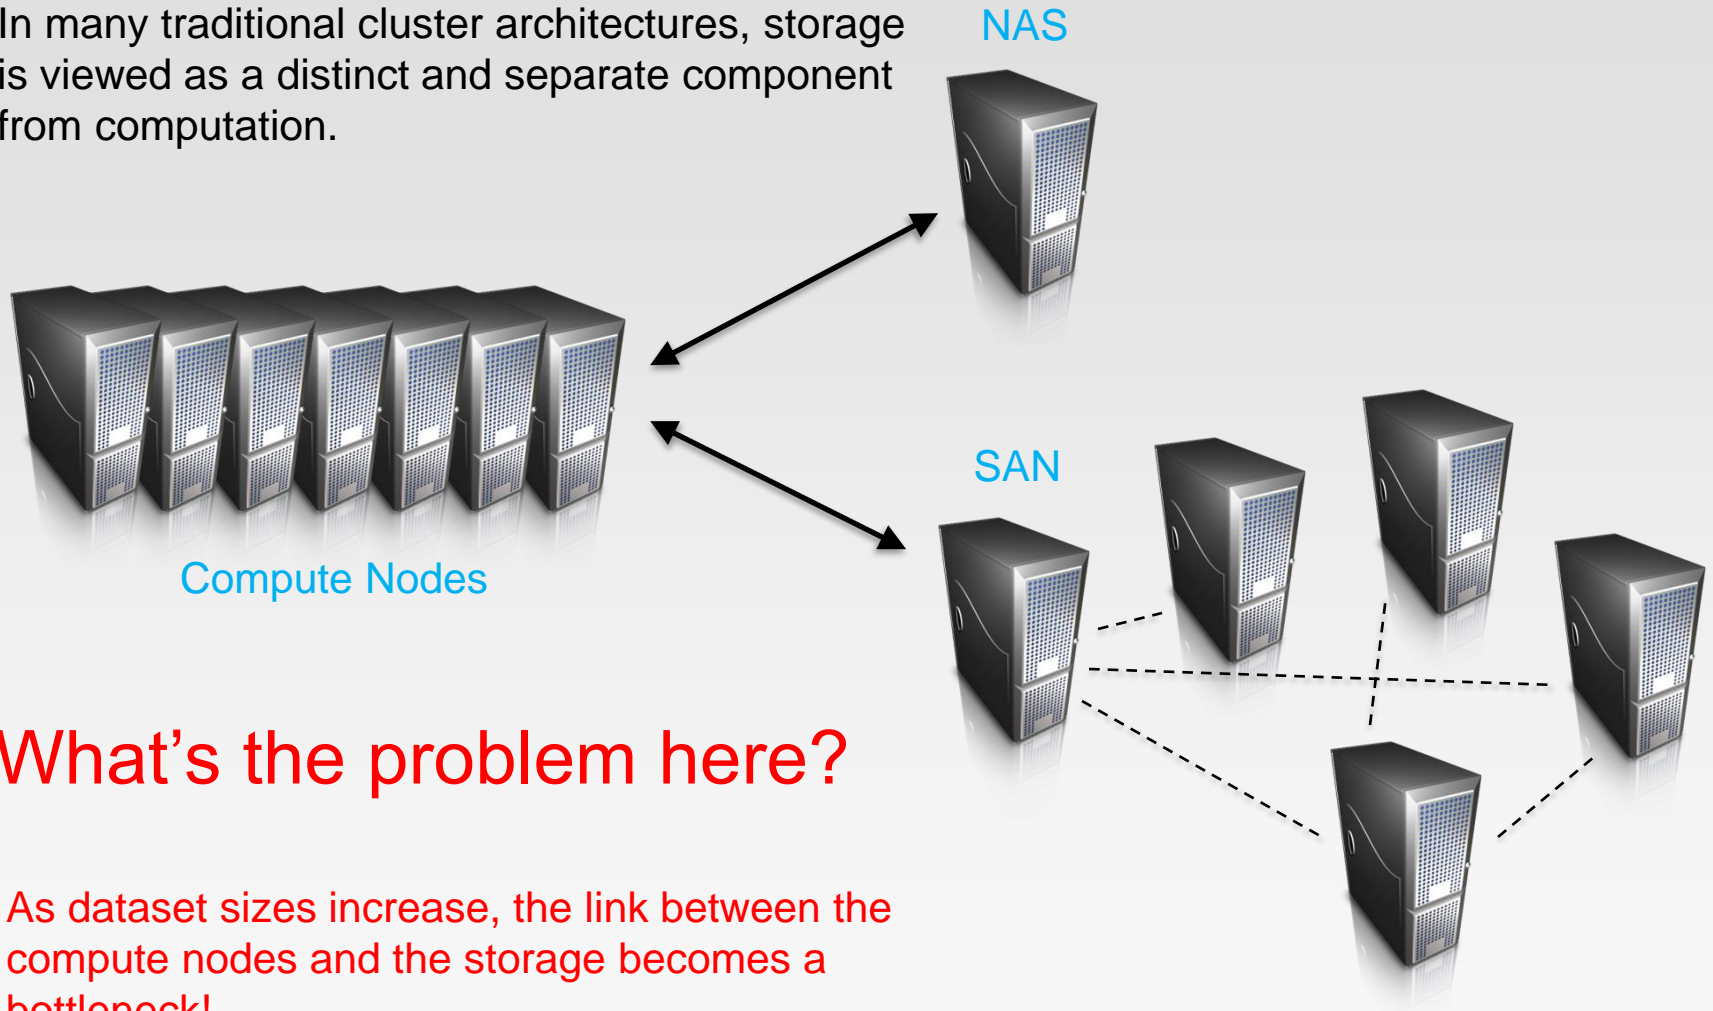 In many traditional cluster architectures, storage
is viewed as a distinct and separate component
from computation.
NAS
SAN
Compute Nodes
What’s the problem here?
As dataset sizes increase, the link between the
compute nodes and the storage becomes a
bottleneck!